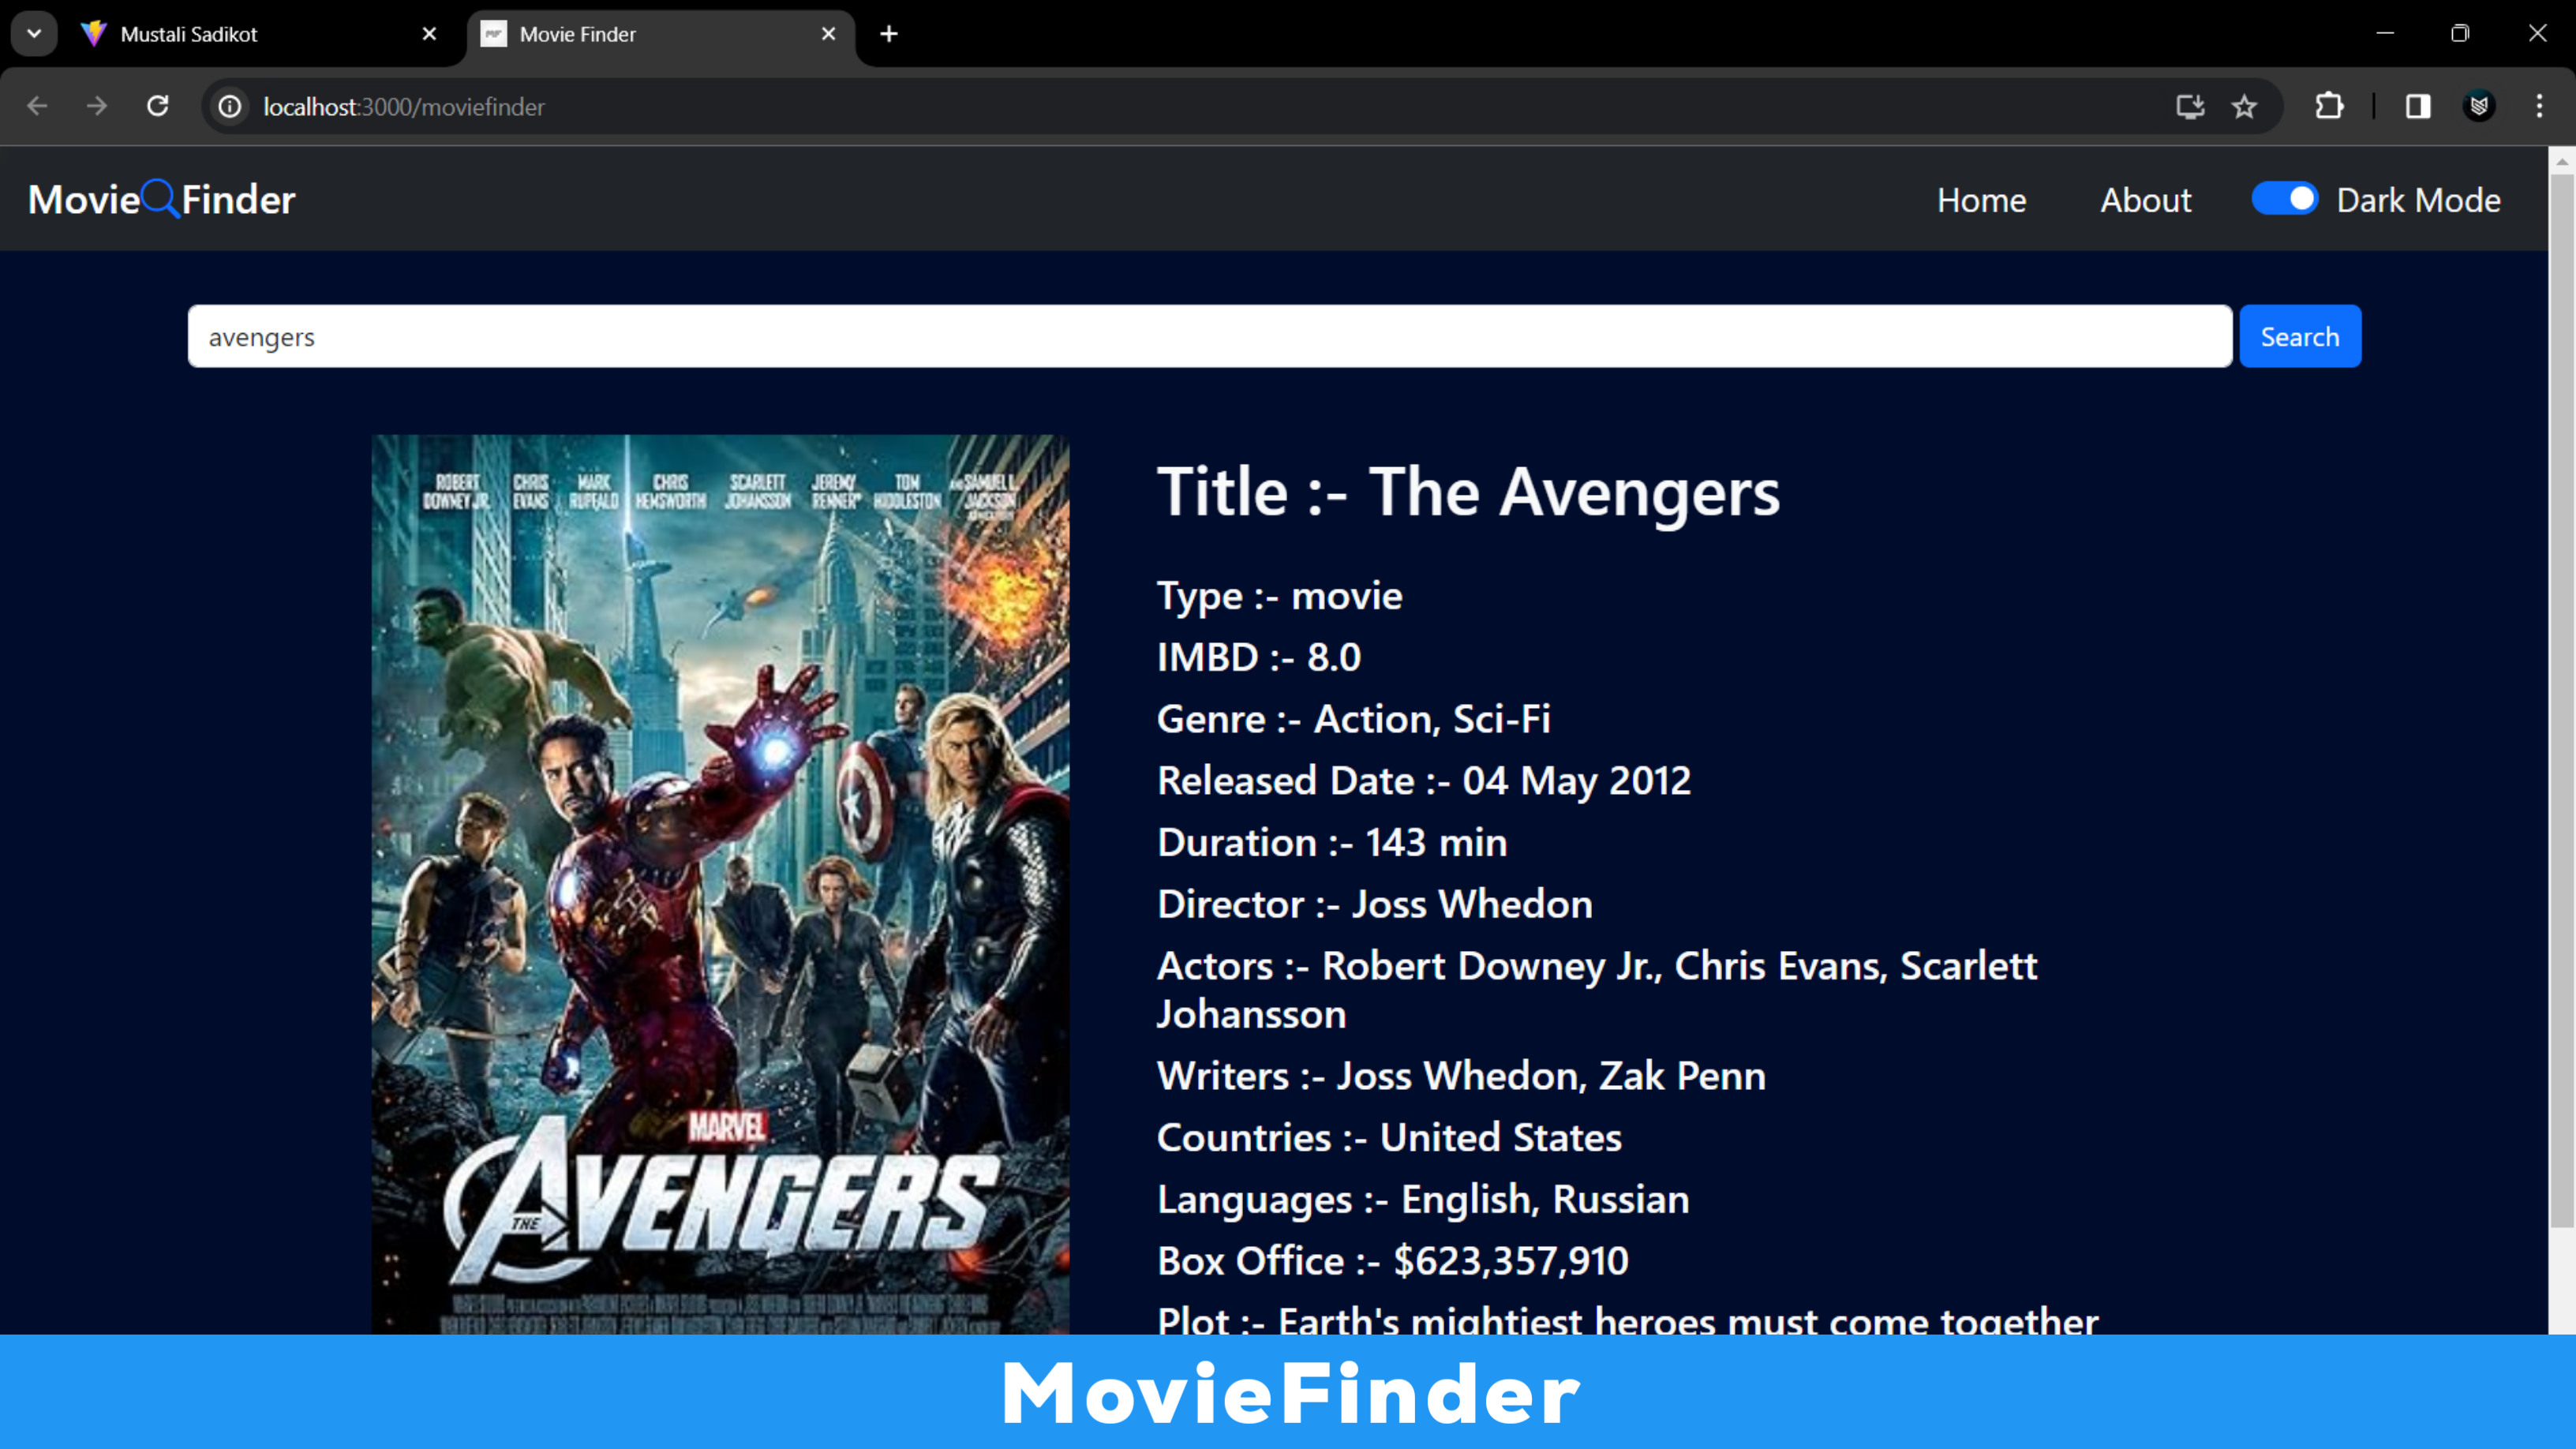 Mustali Sadikot
Movie Finder
localhost:3000/moviefinder
MovieFinder
Home
About
Dark Mode
avengers
Search
ROBERT DOWNEY JR.
CHRIS EVANS
MARK RUFFALO
CHRIS HEMSWORTH
SCARLETT JOHANSSON
JEREMY RENNER
TOM HIDDLESTON
AND SAMUEL L. JACKSON
MARVEL
THE AVENGERS
Title :- The Avengers
Type :- movie
IMBD :- 8.0
Genre :- Action, Sci-Fi
Released Date :- 04 May 2012
Duration :- 143 min
Director :- Joss Whedon
Actors :- Robert Downey Jr., Chris Evans, Scarlett
Johansson
Writers :- Joss Whedon, Zak Penn
Countries :- United States
Languages :- English, Russian
Box Office :- $623,357,910
Plot :- Earth's mightiest heroes must come together
MovieFinder